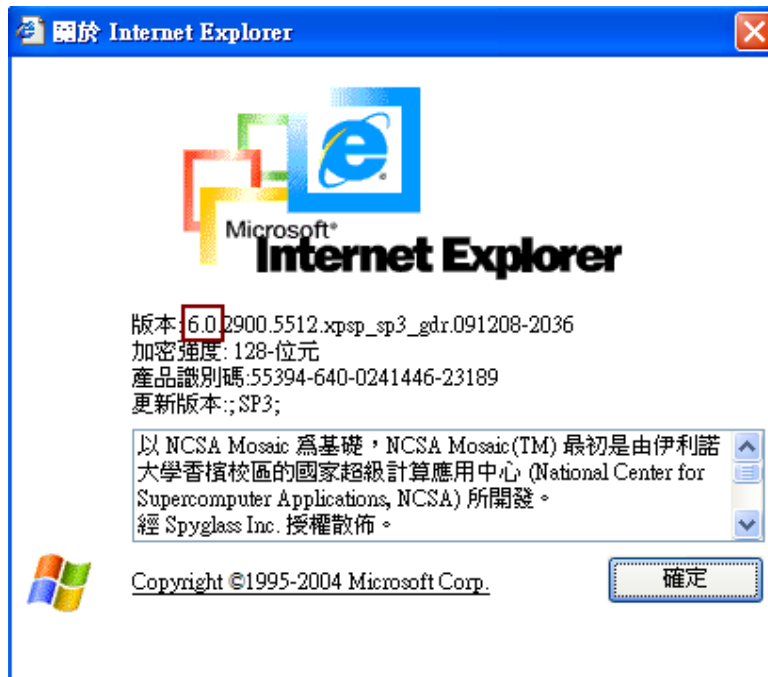 關於 Internet Explorer
Microsoft®
Internet Explorer
版本: 6.0.2900.5512.xpsp_sp3_gdr.091208-2036
加密強度: 128-位元
產品識別碼:55394-640-0241446-23189
更新版本:; SP3;
以 NCSA Mosaic 爲基礎，NCSA Mosaic(TM) 最初是由伊利諾
大學香檳校區的國家超級計算應用中心 (National Center for
Supercomputer Applications, NCSA) 所開發。
經 Spyglass Inc. 授權散佈。
Copyright ©1995-2004 Microsoft Corp.
確定